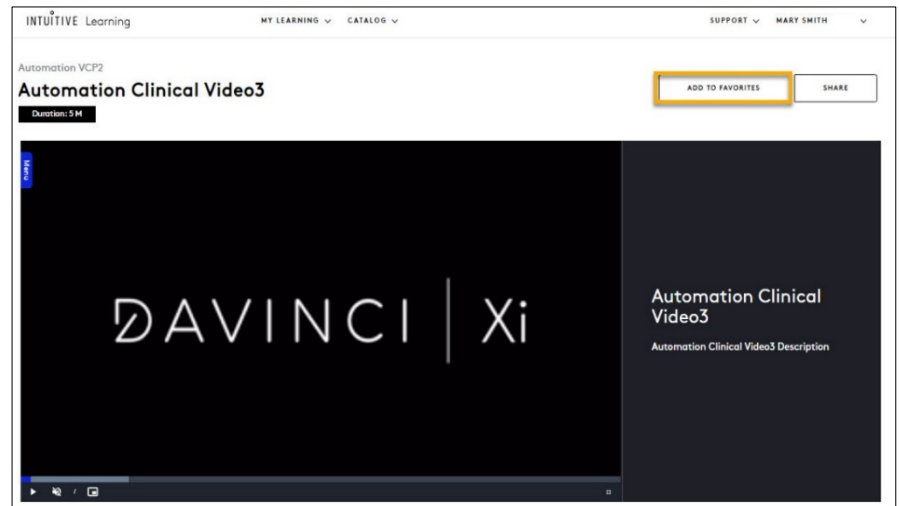 INTUITIVE Learning
MY LEARNING
CATALOG
SUPPORT
MARY SMITH
Automation VCP2
Automation Clinical Video3
ADD TO FAVORITES
SHARE
Duration: 5 M
Menu
DAVINCI | Xi
Automation Clinical
Video3
Automation Clinical Video3 Description
/